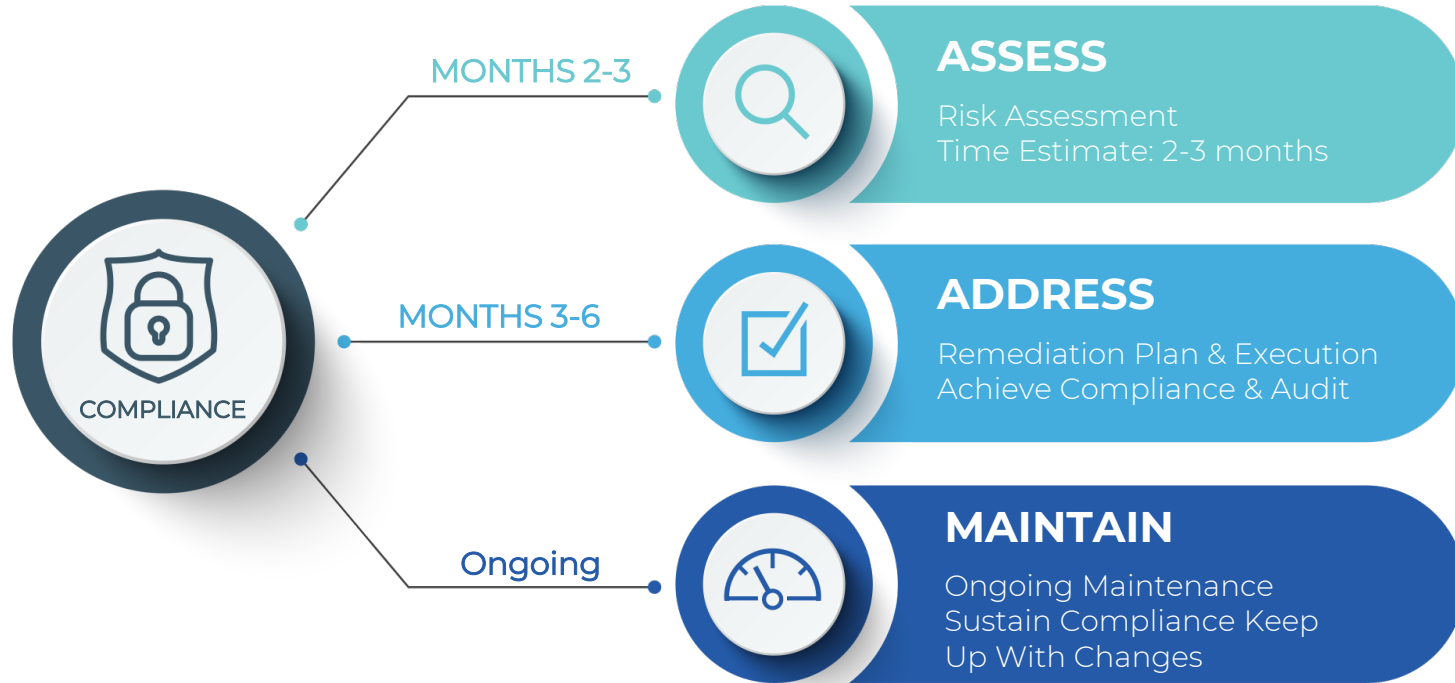 COMPLIANCE
MONTHS 2-3
ASSESS
Risk Assessment
Time Estimate: 2-3 months
MONTHS 3-6
ADDRESS
Remediation Plan & Execution
Achieve Compliance & Audit
Ongoing
MAINTAIN
Ongoing Maintenance
Sustain Compliance Keep
Up With Changes